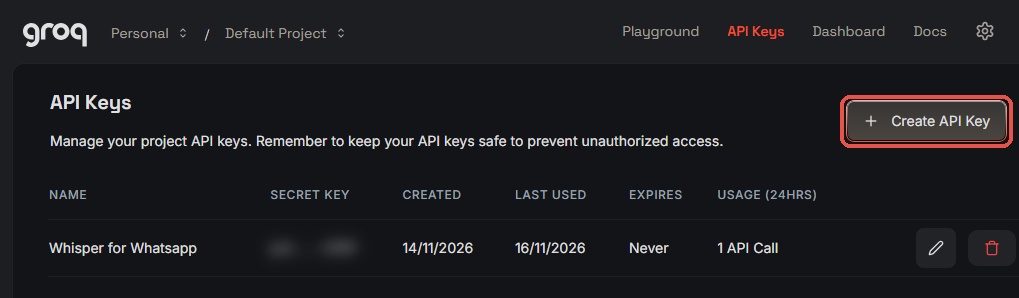 groq Personal / Default Project Playground API Keys Dashboard Docs
API Keys
+ Create API Key
Manage your project API keys. Remember to keep your API keys safe to prevent unauthorized access.
NAME SECRET KEY CREATED LAST USED EXPIRES USAGE (24HRS)
Whisper for Whatsapp 14/11/2026 16/11/2026 Never 1 API Call